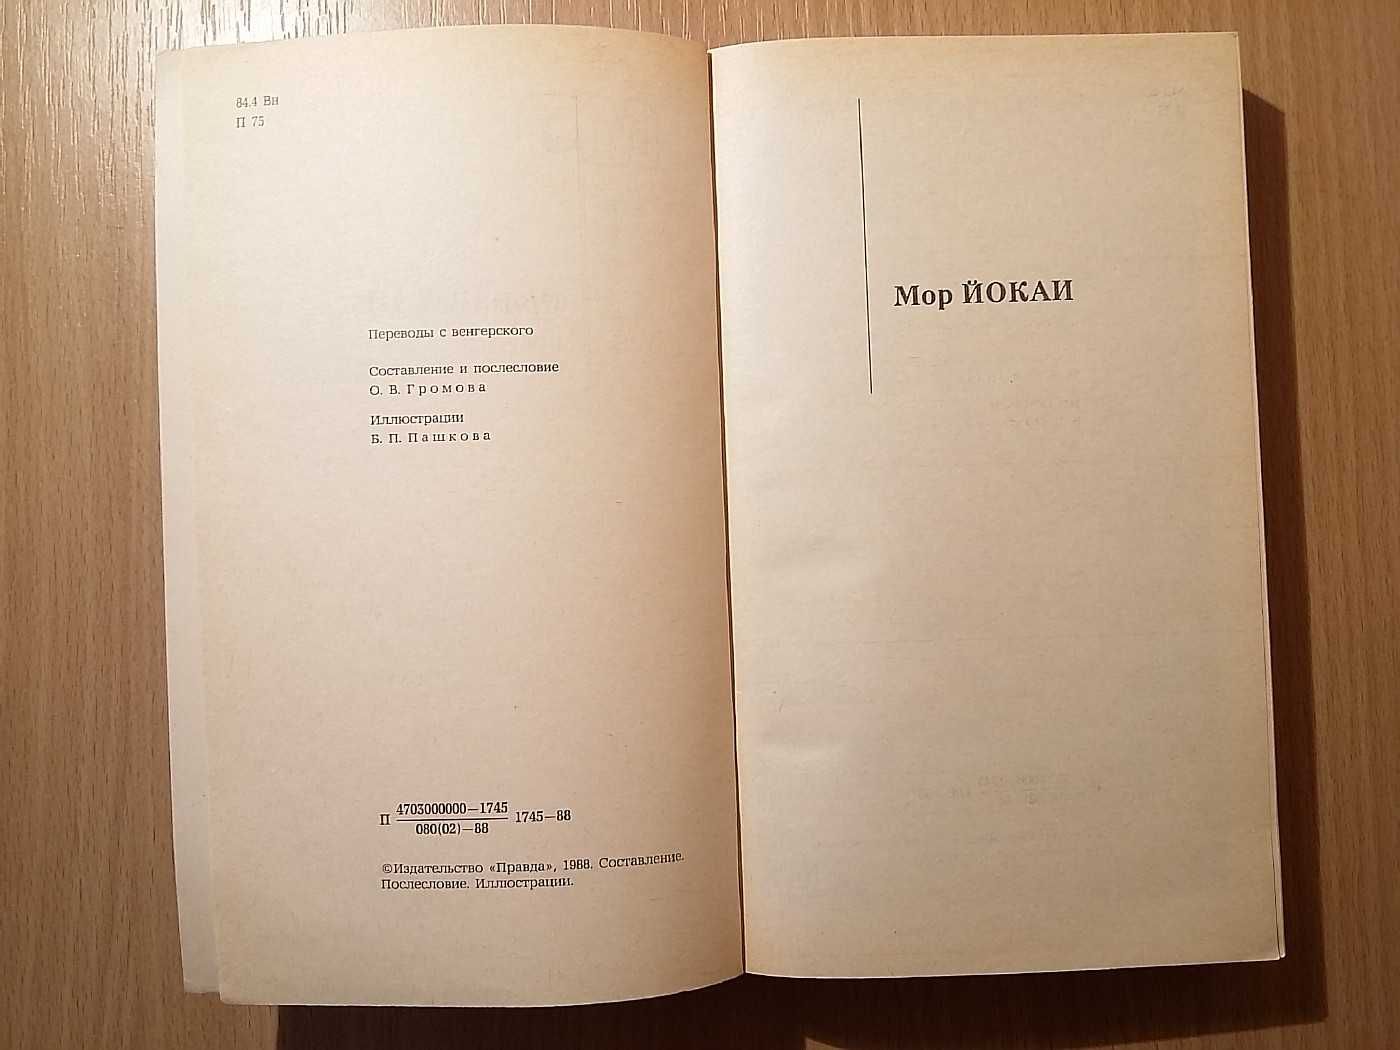 84.4 Вн
П 75
Переводы с венгерского
Составление и послесловие
О. В. Громова
Иллюстрации
Б. П. Пашкова
П 4703000000—1745
080(02)—88
1745—88
©Издательство «Правда», 1988. Составление.
Послесловие. Иллюстрации.
Мор ЙОКАИ